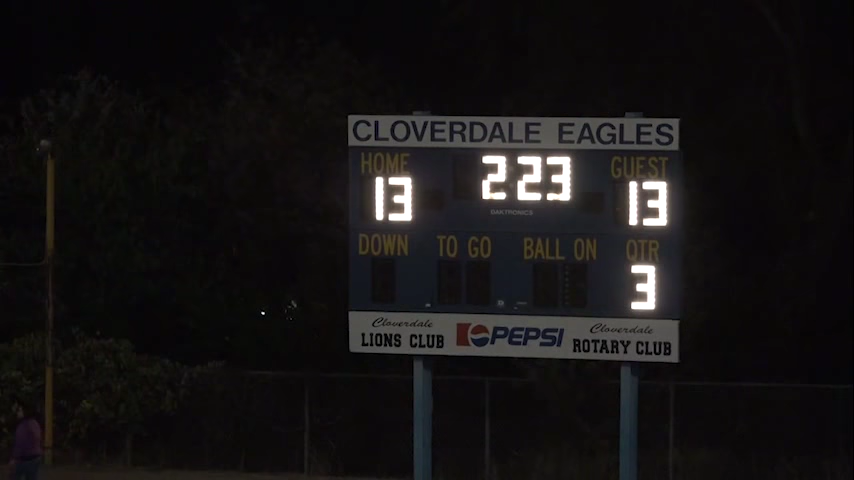 CLOVERDALE EAGLES
HOME 2 23 GUEST
13 13
DAKTRONICS
DOWN TO GO BALL ON QTR
3
Cloverdale LIONS CLUB
PEPSI
Cloverdale ROTARY CLUB